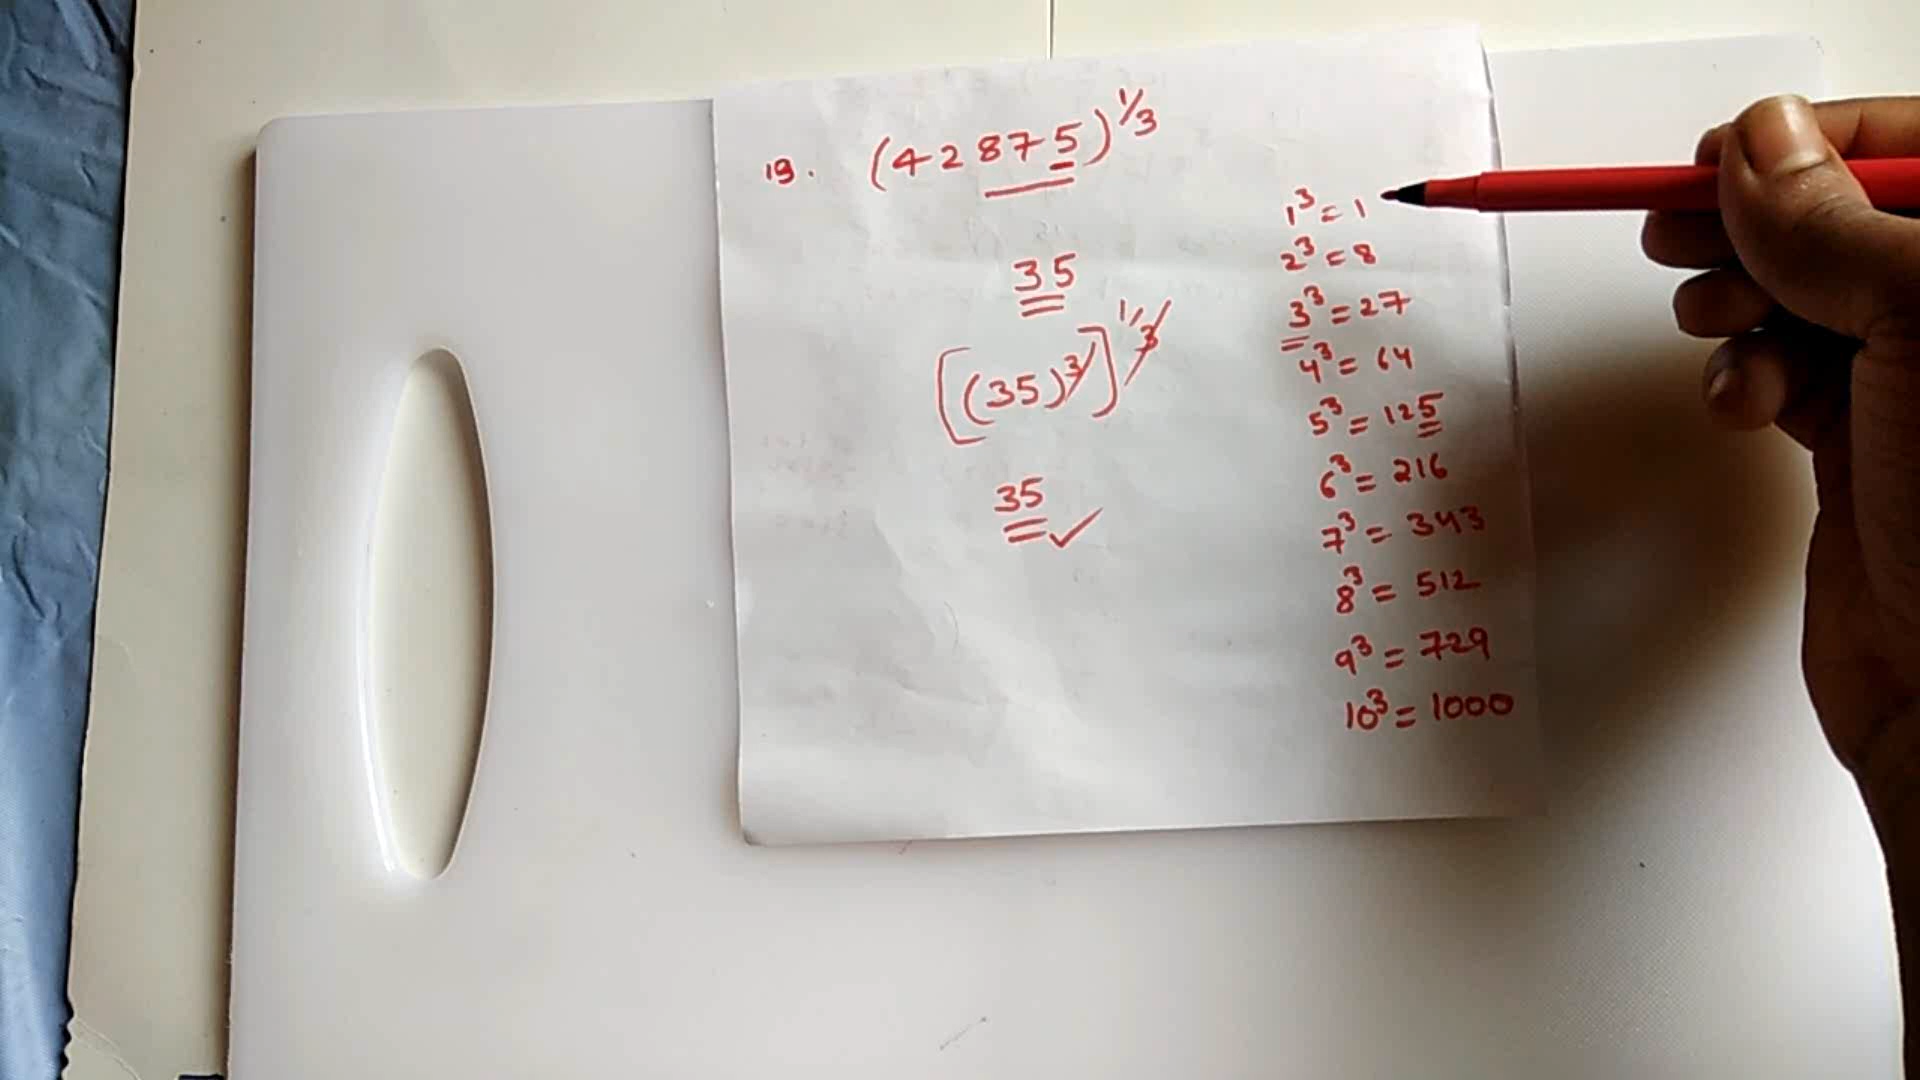 19. (42875)^1/3
35
[(35)^3]^1/3
35 ✓
1^3 = 1
2^3 = 8
3^3 = 27
4^3 = 64
5^3 = 125
6^3 = 216
7^3 = 343
8^3 = 512
9^3 = 729
10^3 = 1000